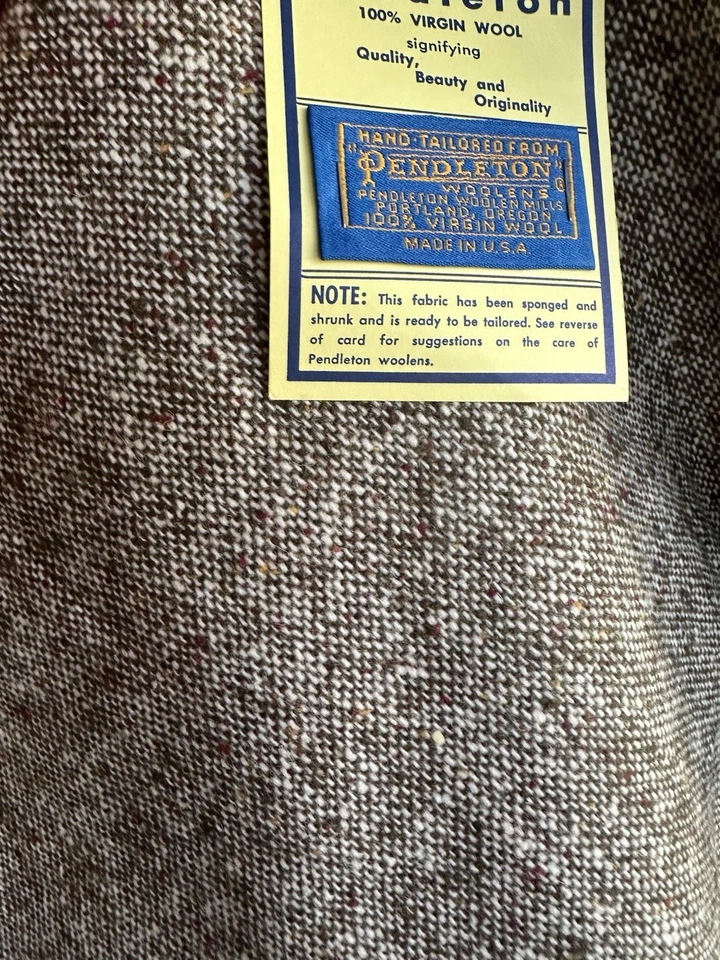 100% VIRGIN WOOL
signifying
Quality,
Beauty and
Originality
HAND-TAILORED FROM
"PENDLETON"®
WOOLENS
PENDLETON WOOLEN MILLS
PORTLAND, OREGON
100% VIRGIN WOOL
MADE IN U.S.A.
NOTE: This fabric has been sponged and
shrunk and is ready to be tailored. See reverse
of card for suggestions on the care of
Pendleton woolens.